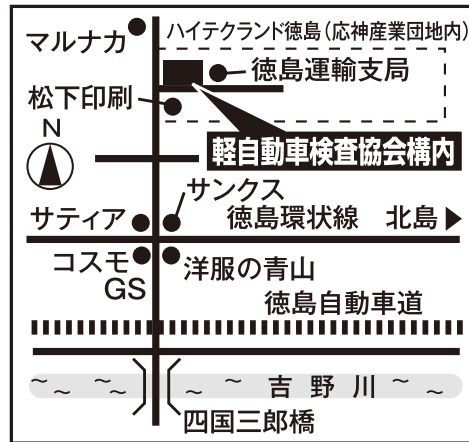 ハイテクランド徳島(応神産業団地内)
マルナカ
徳島運輸支局
松下印刷
N
軽自動車検査協会構内
サンクス
サティア
徳島環状線 北島▶
コスモ
GS
洋服の青山
徳島自動車道
吉野川
四国三郎橋